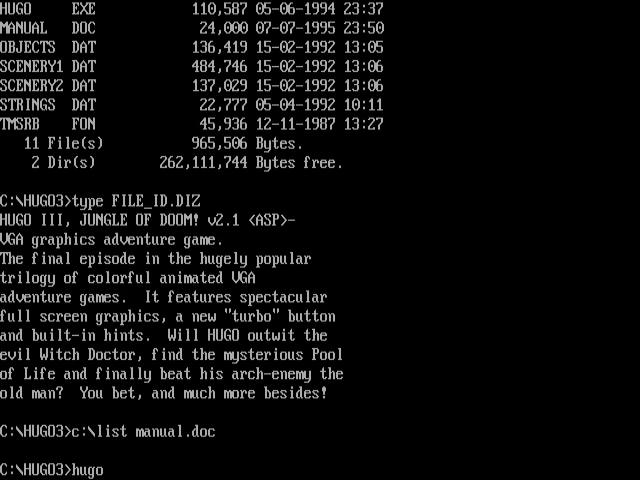 HUGO     EXE            110,587 05-06-1994 23:37
MANUAL   DOC             24,000 07-07-1995 23:50
OBJECTS  DAT            136,419 15-02-1992 13:05
SCENERY1 DAT            484,746 15-02-1992 13:06
SCENERY2 DAT            137,029 15-02-1992 13:06
STRINGS  DAT             22,777 05-04-1992 10:11
TMSRB    FON             45,936 12-11-1987 13:27
   11 File(s)           965,506 Bytes.
    2 Dir(s)        262,111,744 Bytes free.
C:\HUGO3>type FILE_ID.DIZ
HUGO III, JUNGLE OF DOOM! v2.1 <ASP>-
VGA graphics adventure game.
The final episode in the hugely popular
trilogy of colorful animated VGA
adventure games.  It features spectacular
full screen graphics, a new "turbo" button
and built-in hints.  Will HUGO outwit the
evil Witch Doctor, find the mysterious Pool
of Life and finally beat his arch-enemy the
old man?  You bet, and much more besides!
C:\HUGO3>c:\list manual.doc
C:\HUGO3>hugo